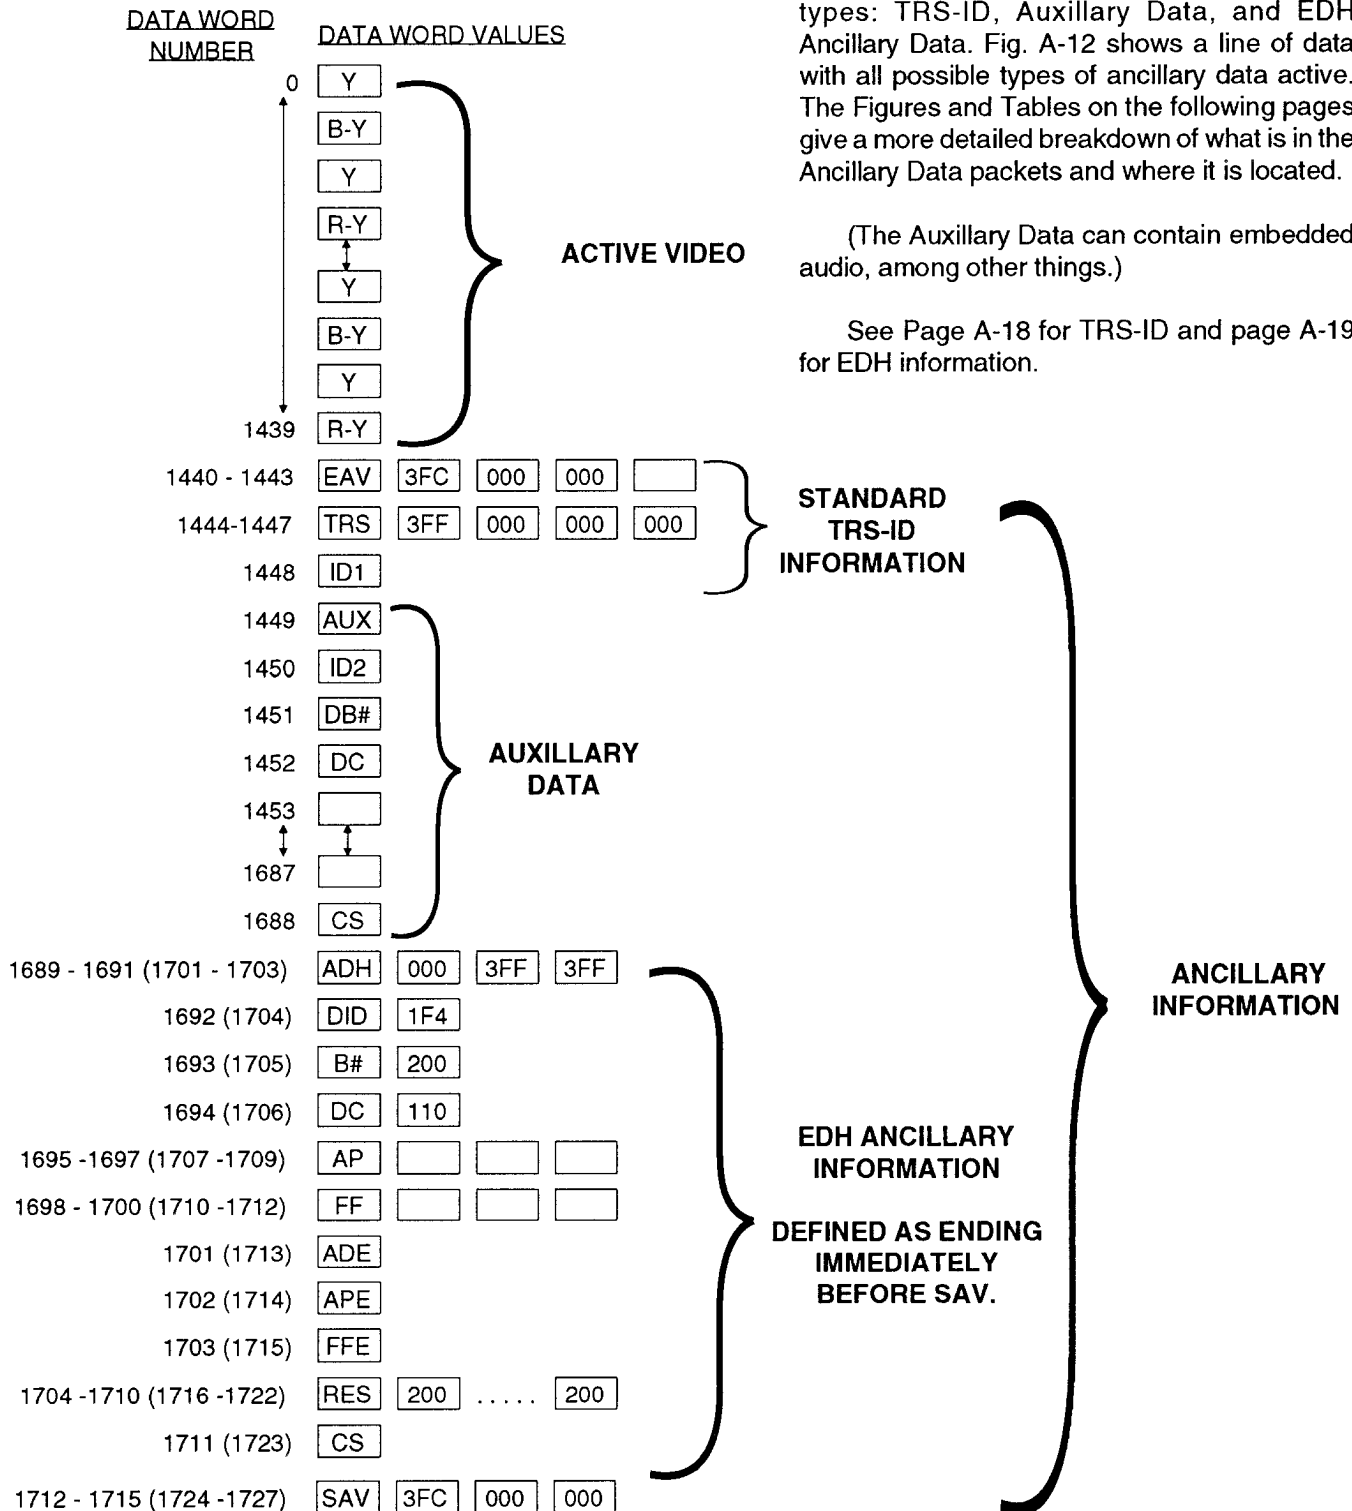 DATA WORD NUMBER
DATA WORD VALUES
types: TRS-ID, Auxillary Data, and EDH
Ancillary Data. Fig. A-12 shows a line of data
with all possible types of ancillary data active.
The Figures and Tables on the following pages
give a more detailed breakdown of what is in the
Ancillary Data packets and where it is located.
(The Auxillary Data can contain embedded
audio, among other things.)
See Page A-18 for TRS-ID and page A-19
for EDH information.
0 Y
B-Y
Y
R-Y
Y
B-Y
Y
1439 R-Y
ACTIVE VIDEO
1440 - 1443 EAV 3FC 000 000
1444-1447 TRS 3FF 000 000 000
1448 ID1
STANDARD
TRS-ID
INFORMATION
1449 AUX
1450 ID2
1451 DB#
1452 DC
1453
1687
1688 CS
AUXILLARY
DATA
1689 - 1691 (1701 - 1703) ADH 000 3FF 3FF
1692 (1704) DID 1F4
1693 (1705) B# 200
1694 (1706) DC 110
1695 -1697 (1707 -1709) AP
1698 - 1700 (1710 -1712) FF
1701 (1713) ADE
1702 (1714) APE
1703 (1715) FFE
1704 -1710 (1716 -1722) RES 200 ..... 200
1711 (1723) CS
1712 - 1715 (1724 -1727) SAV 3FC 000 000
EDH ANCILLARY
INFORMATION
DEFINED AS ENDING
IMMEDIATELY
BEFORE SAV.
ANCILLARY
INFORMATION